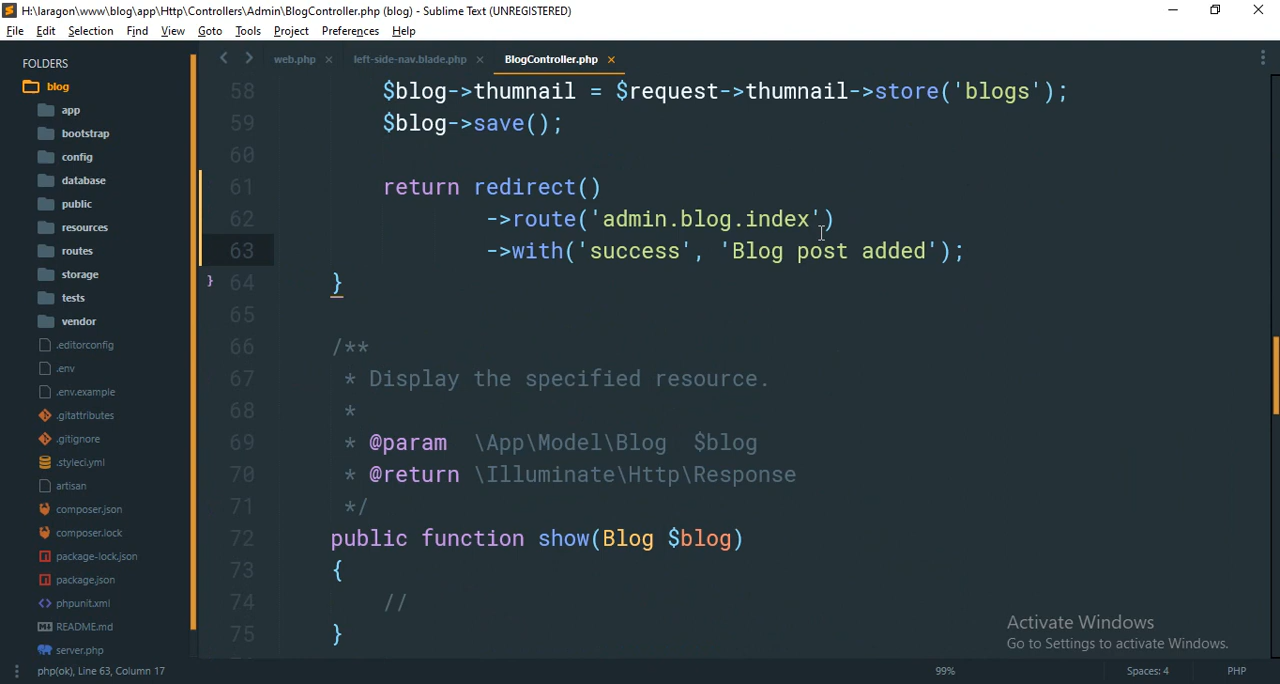 H:\laragon\www\blog\app\Http\Controllers\Admin\BlogController.php (blog) - Sublime Text (UNREGISTERED)
File Edit Selection Find View Goto Tools Project Preferences Help
FOLDERS
blog
app
bootstrap
config
database
public
resources
routes
storage
tests
vendor
.editorconfig
.env
.env.example
.gitattributes
.gitignore
.styleci.yml
artisan
composer.json
composer.lock
package-lock.json
package.json
phpunit.xml
README.md
server.php
web.php × left-side-nav.blade.php × BlogController.php ×
58 $blog->thumnail = $request->thumnail->store('blogs');
59 $blog->save();
60
61 return redirect()
62 ->route('admin.blog.index')
63 ->with('success', 'Blog post added');
} 64 }
65
66 /**
67 * Display the specified resource.
68 *
69 * @param \App\Model\Blog $blog
70 * @return \Illuminate\Http\Response
71 */
72 public function show(Blog $blog)
73 {
74 //
75 }
Activate Windows
Go to Settings to activate Windows.
php(ok), Line 63, Column 17 99% Spaces: 4 PHP